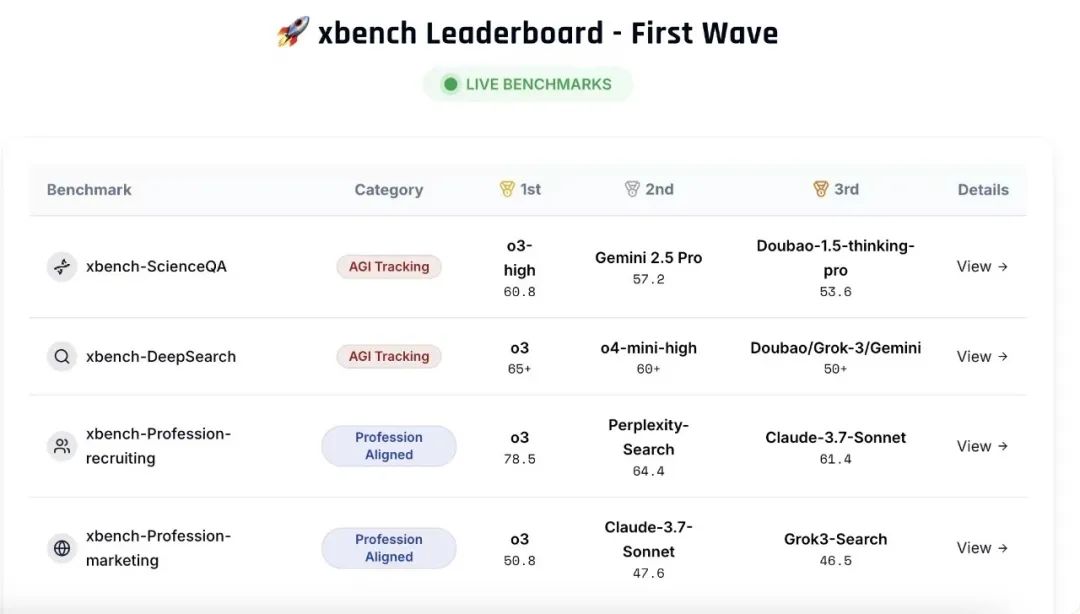 🚀 xbench Leaderboard - First Wave
LIVE BENCHMARKS
Benchmark Category 1st 2nd 3rd Details
xbench-ScienceQA AGI Tracking o3-high 60.8 Gemini 2.5 Pro 57.2 Doubao-1.5-thinking-pro 53.6 View →
xbench-DeepSearch AGI Tracking o3 65+ o4-mini-high 60+ Doubao/Grok-3/Gemini 50+ View →
xbench-Profession-recruiting Profession Aligned o3 78.5 Perplexity-Search 64.4 Claude-3.7-Sonnet 61.4 View →
xbench-Profession-marketing Profession Aligned o3 50.8 Claude-3.7-Sonnet 47.6 Grok3-Search 46.5 View →